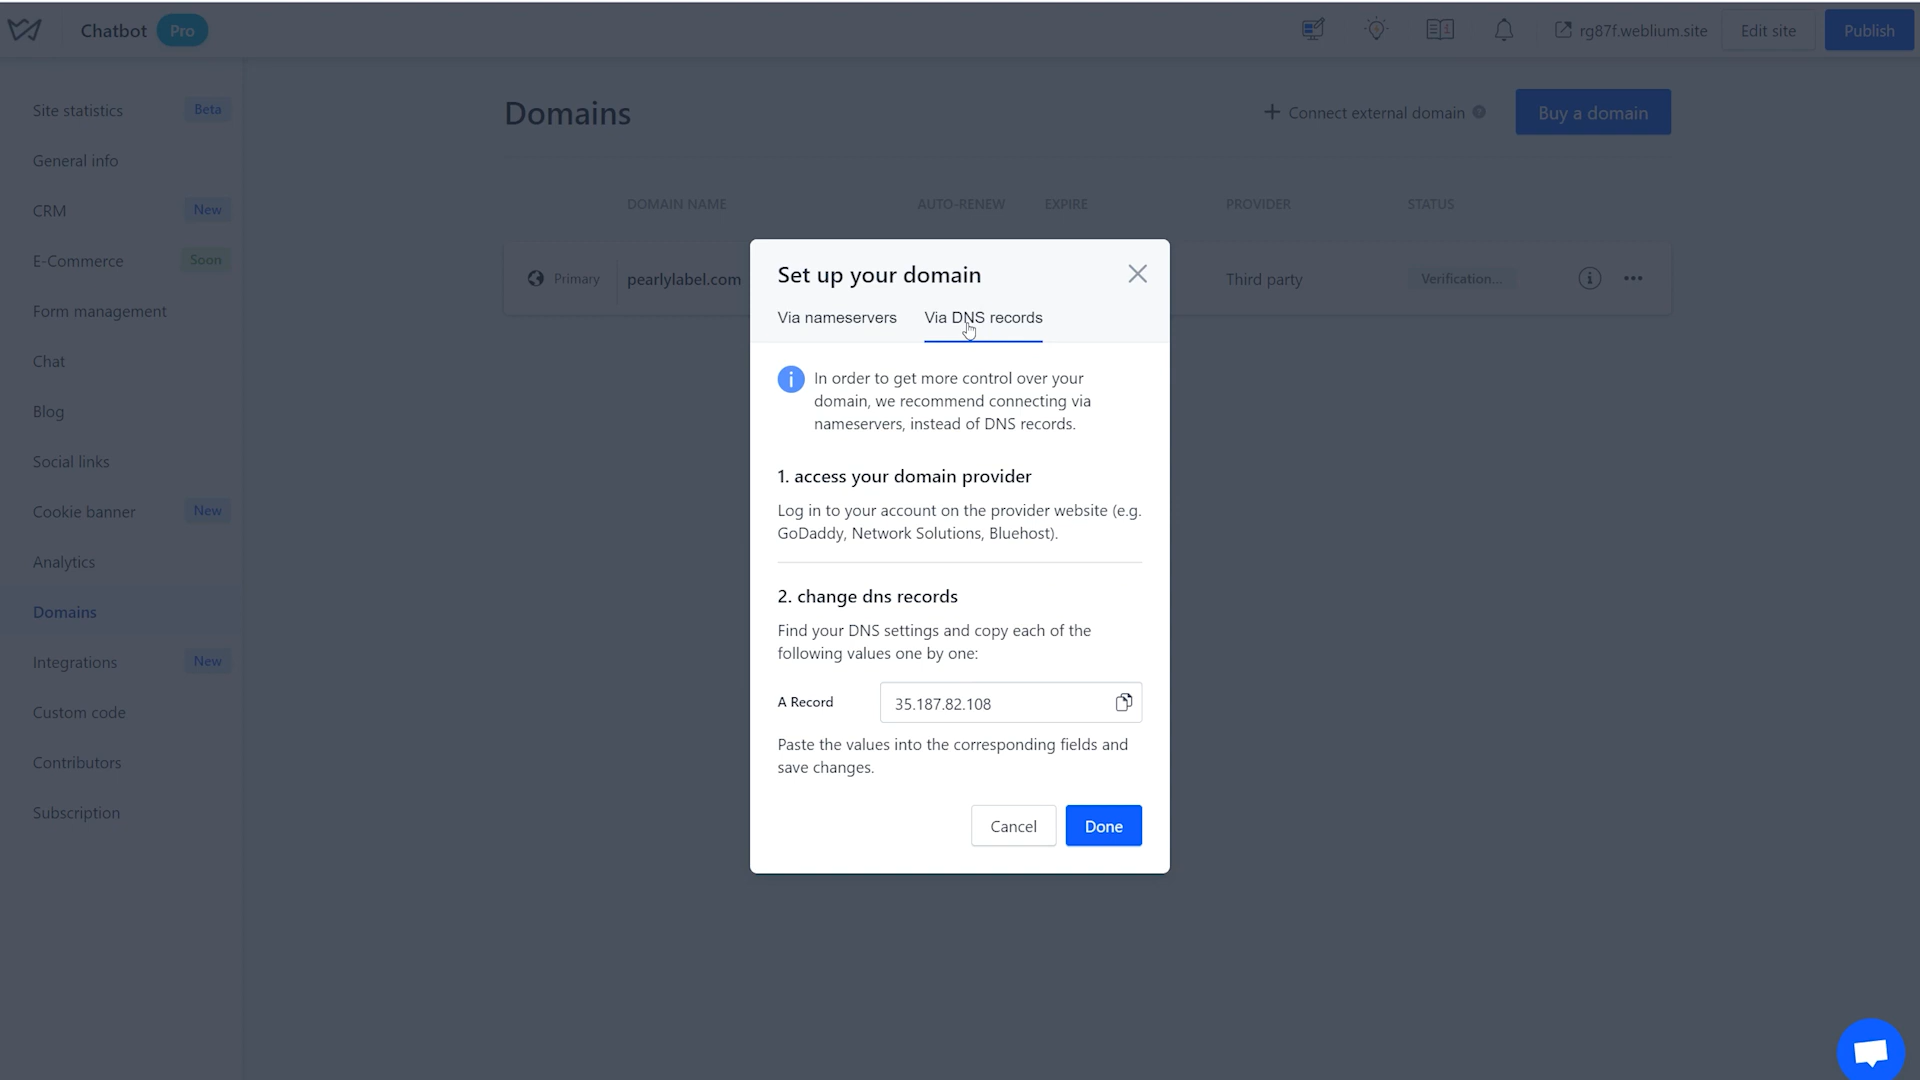 Chatbot Pro
rg87f.weblium.site Edit site Publish
Site statistics Beta
General info
CRM New
E-Commerce Soon
Form management
Chat
Blog
Social links
Cookie banner New
Analytics
Domains
Integrations New
Custom code
Contributors
Subscription
Domains
Connect external domain Buy a domain
DOMAIN NAME AUTO-RENEW EXPIRE PROVIDER STATUS
Primary pearlylabel.com Third party Verification...
Set up your domain
Via nameservers Via DNS records
In order to get more control over your
domain, we recommend connecting via
nameservers, instead of DNS records.
1. access your domain provider
Log in to your account on the provider website (e.g.
GoDaddy, Network Solutions, Bluehost).
2. change dns records
Find your DNS settings and copy each of the
following values one by one:
A Record 35.187.82.108
Paste the values into the corresponding fields and
save changes.
Cancel Done